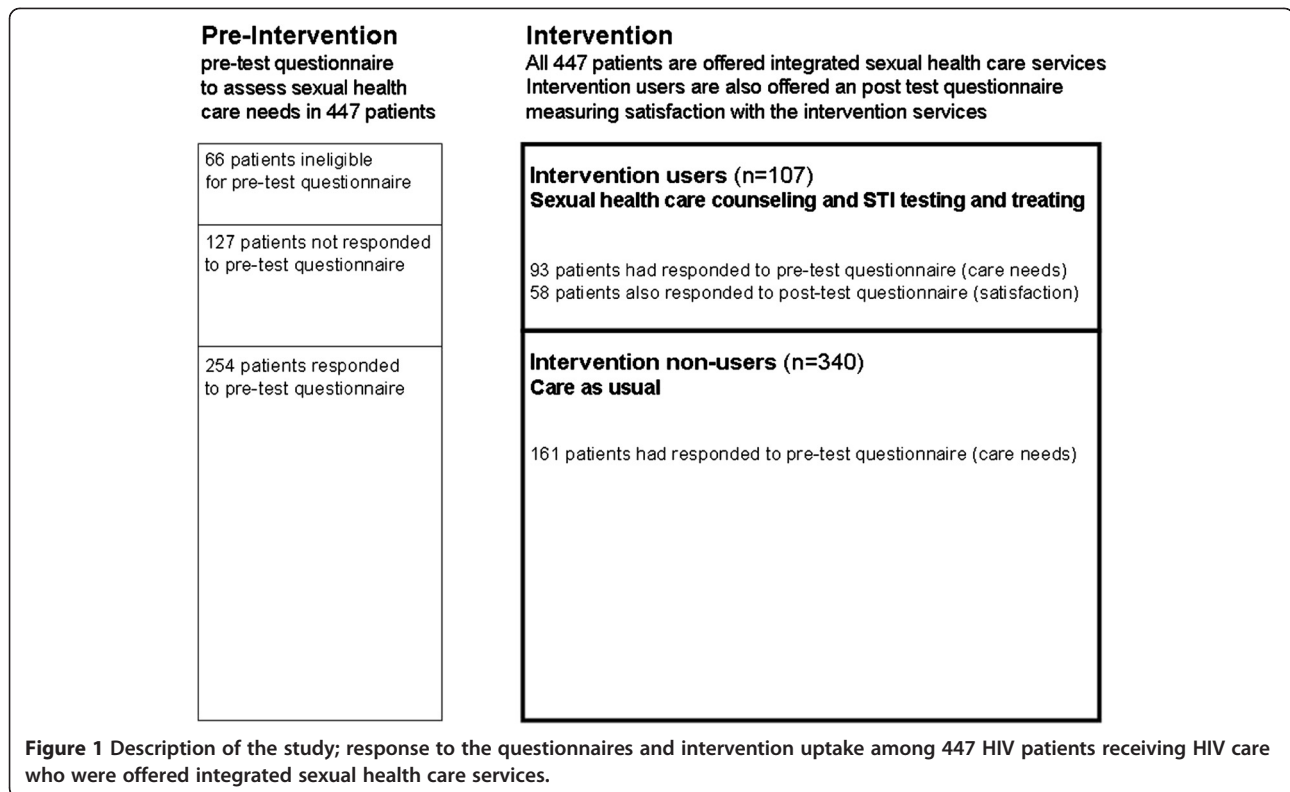 Pre-Intervention
pre-test questionnaire
to assess sexual health
care needs in 447 patients
Intervention
All 447 patients are offered integrated sexual health care services
Intervention users are also offered an post test questionnaire
measuring satisfaction with the intervention services
66 patients ineligible
for pre-test questionnaire
127 patients not responded
to pre-test questionnaire
254 patients responded
to pre-test questionnaire
Intervention users (n=107)
Sexual health care counseling and STI testing and treating
93 patients had responded to pre-test questionnaire (care needs)
58 patients also responded to post-test questionnaire (satisfaction)
Intervention non-users (n=340)
Care as usual
161 patients had responded to pre-test questionnaire (care needs)
Figure 1 Description of the study; response to the questionnaires and intervention uptake among 447 HIV patients receiving HIV care
who were offered integrated sexual health care services.